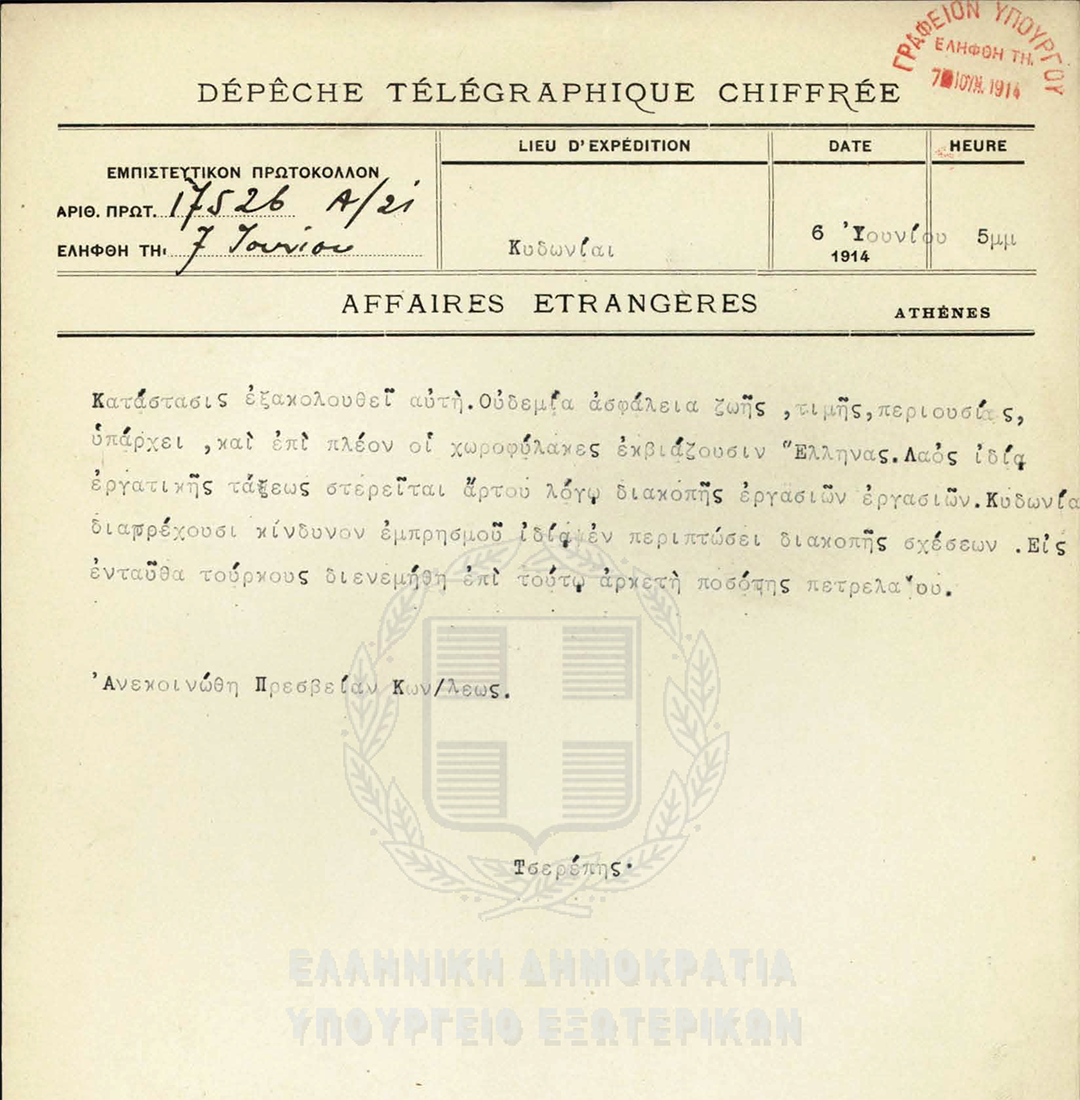 ΓΡΑΦΕΙΟΝ ΥΠΟΥΡΓΟΥ
ΕΛΗΦΘΗ ΤΗ.
7 ΙΟΥΝ. 1914
DÉPÊCHE TÉLÉGRAPHIQUE CHIFFRÉE
ΕΜΠΙΣΤΕΥΤΙΚΟΝ ΠΡΩΤΟΚΟΛΛΟΝ
ΑΡΙΘ. ΠΡΩΤ. 17526 Α/21
ΕΛΗΦΘΗ ΤΗι 7 Ιουνίου
LIEU D'EXPÉDITION
Κυδωνίαι
DATE
6 Ἰουνίου
1914
HEURE
5μμ
AFFAIRES ETRANGÈRES
ATHÈNES
Κατάστασις ἐξακολουθεῖ αὐτὴ.Οὐδεμία ἀσφάλεια ζωῆς ,τιμῆς,περιουσίας,
ὑπάρχει ,καὶ ἐπὶ πλέον οἱ χωροφύλακες ἐκβιάζουσιν Ἕλληνας.Λαὸς ἰδίᾳ
ἐργατικῆς τάξεως στερεῖται ἄρτου λόγῳ διακοπῆς ἐργασιῶν ἐργασιῶν.Κυδωνία
διατρέχουσι κίνδυνον ἐμπρησμοῦ ἰδίᾳ ἐν περιπτώσει διακοπῆς σχέσεων .Εἰς
ἐνταῦθα τούρκους διενεμήθη ἐπὶ τούτῳ ἀρκετὴ ποσότης πετρελαίου.
Ἀνεκοινώθη Πρεσβείαν Κων/λεως.
Τσερέπης.
ΕΛΛΗΝΙΚΗ ΔΗΜΟΚΡΑΤΙΑ
ΥΠΟΥΡΓΕΙΟ ΕΞΩΤΕΡΙΚΩΝ